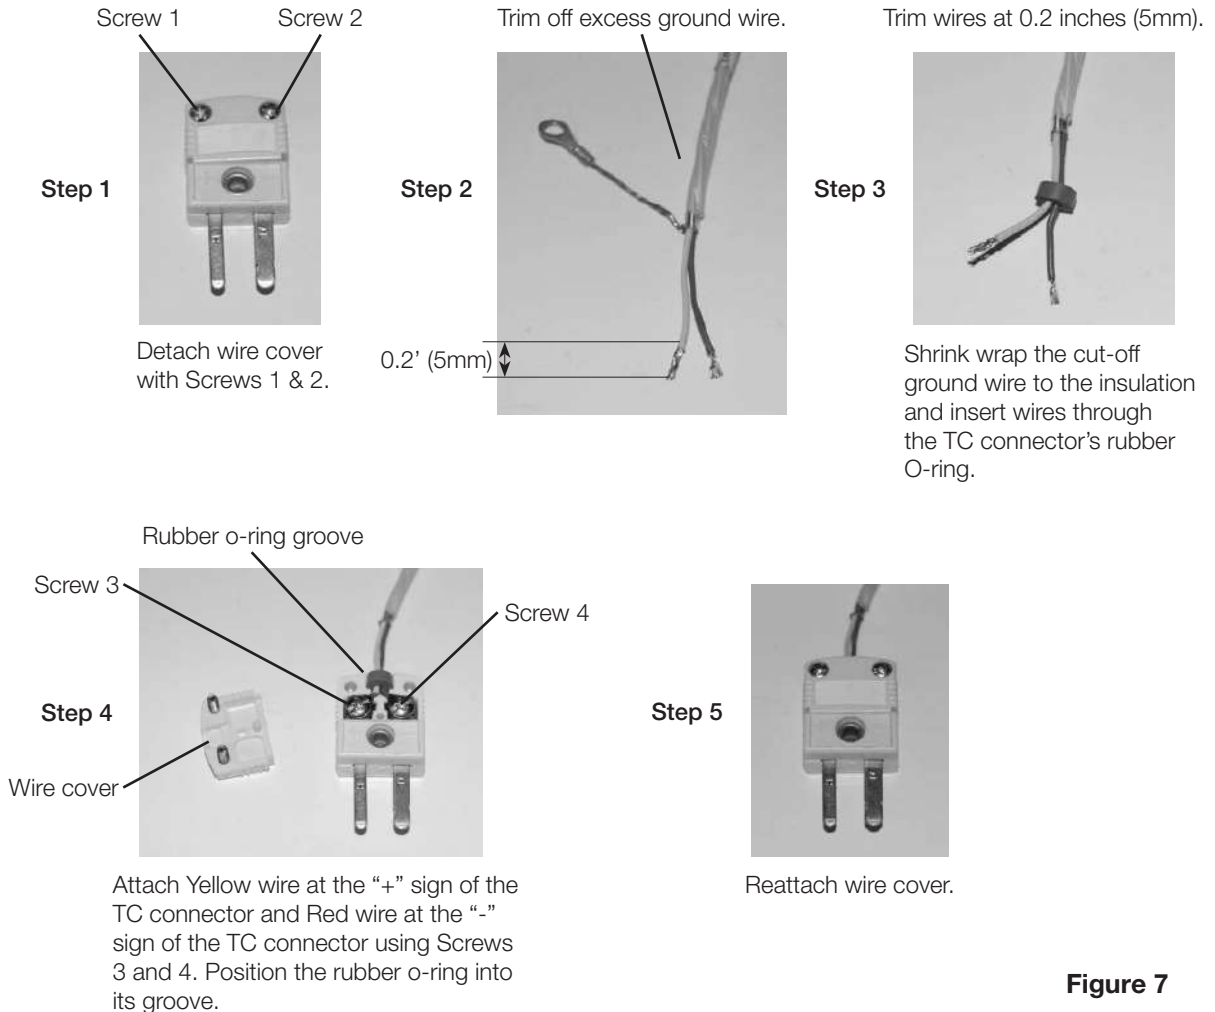 Screw 1
Screw 2
Step 1
Detach wire cover
with Screws 1 & 2.
Trim off excess ground wire.
Step 2
0.2’ (5mm)
Trim wires at 0.2 inches (5mm).
Step 3
Shrink wrap the cut-off
ground wire to the insulation
and insert wires through
the TC connector’s rubber
O-ring.
Rubber o-ring groove
Screw 3
Screw 4
Step 4
Wire cover
Attach Yellow wire at the “+” sign of the
TC connector and Red wire at the “-”
sign of the TC connector using Screws
3 and 4. Position the rubber o-ring into
its groove.
Step 5
Reattach wire cover.
Figure 7